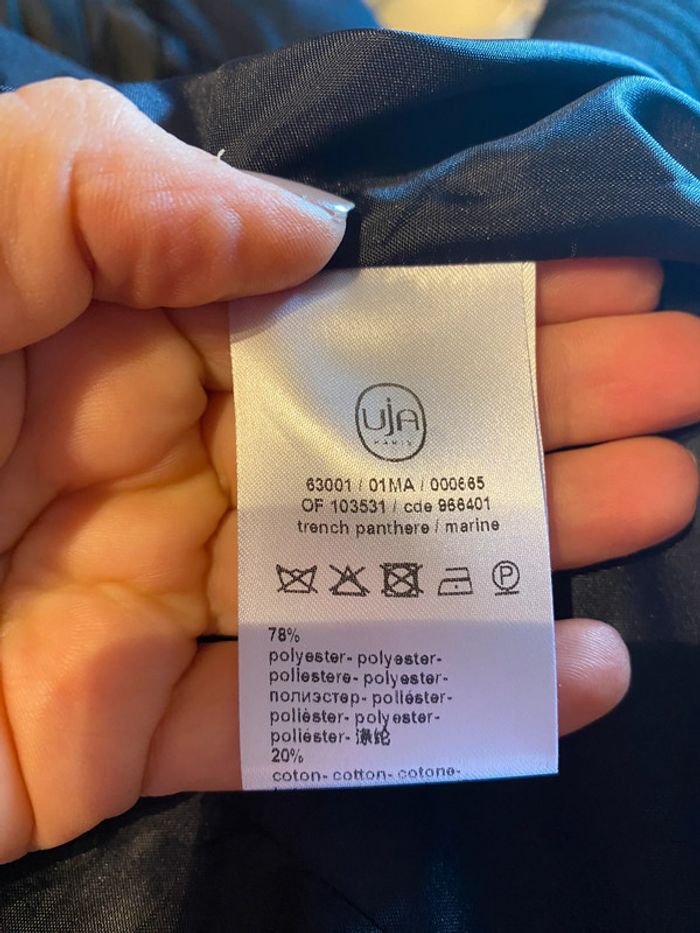 UJA
PARIS
63001 / 01MA / 000665
OF 103531 / cde 966401
trench panthere / marine
P
78%
polyester- polyester-
poliestere- polyester-
полиэстер- poliéster-
polièster- polyester-
poliéster- 涤纶
20%
coton- cotton- cotone-